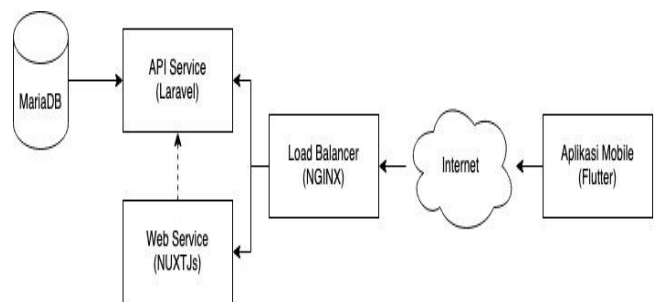 MariaDB
API Service
(Laravel)
Web Service
(NUXTJs)
Load Balancer
(NGINX)
Internet
Aplikasi Mobile
(Flutter)